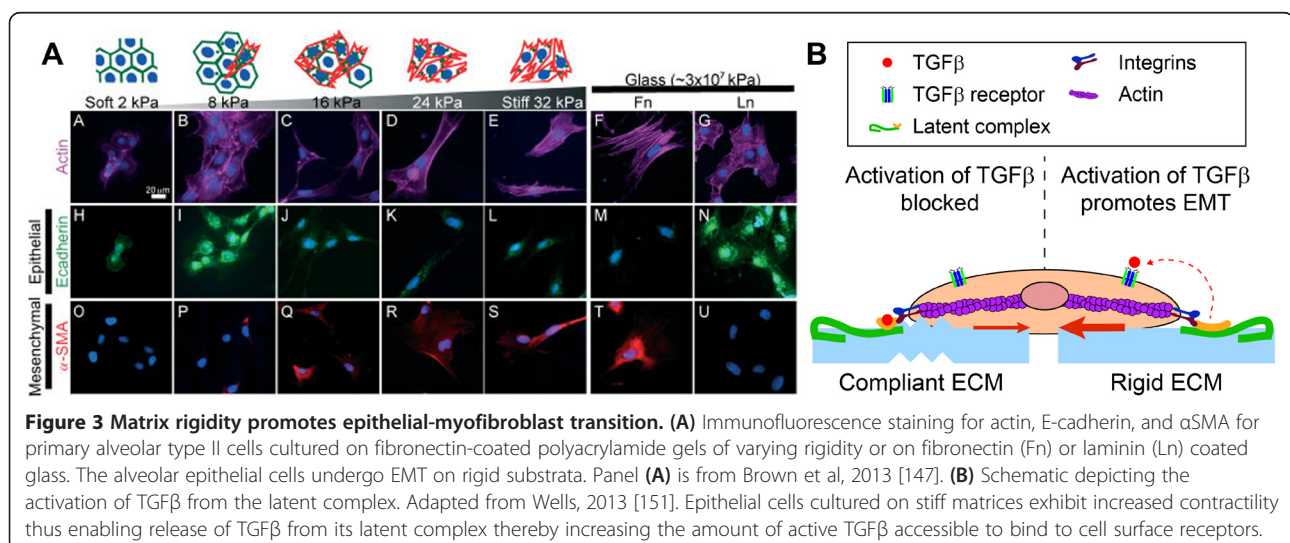 A
Soft 2 kPa
8 kPa
16 kPa
24 kPa
Stiff 32 kPa
Glass (~3x10⁷ kPa)
Fn
Ln
Actin
A
B
C
D
E
F
G
20 µm
Epithelial
Ecadherin
H
I
J
K
L
M
N
Mesenchymal
α-SMA
O
P
Q
R
S
T
U
B
TGFβ
Integrins
TGFβ receptor
Actin
Latent complex
Activation of TGFβ
blocked
Activation of TGFβ
promotes EMT
Compliant ECM
Rigid ECM
Figure 3 Matrix rigidity promotes epithelial-myofibroblast transition. (A) Immunofluorescence staining for actin, E-cadherin, and αSMA for
primary alveolar type II cells cultured on fibronectin-coated polyacrylamide gels of varying rigidity or on fibronectin (Fn) or laminin (Ln) coated
glass. The alveolar epithelial cells undergo EMT on rigid substrata. Panel (A) is from Brown et al, 2013 [147]. (B) Schematic depicting the
activation of TGFβ from the latent complex. Adapted from Wells, 2013 [151]. Epithelial cells cultured on stiff matrices exhibit increased contractility
thus enabling release of TGFβ from its latent complex thereby increasing the amount of active TGFβ accessible to bind to cell surface receptors.